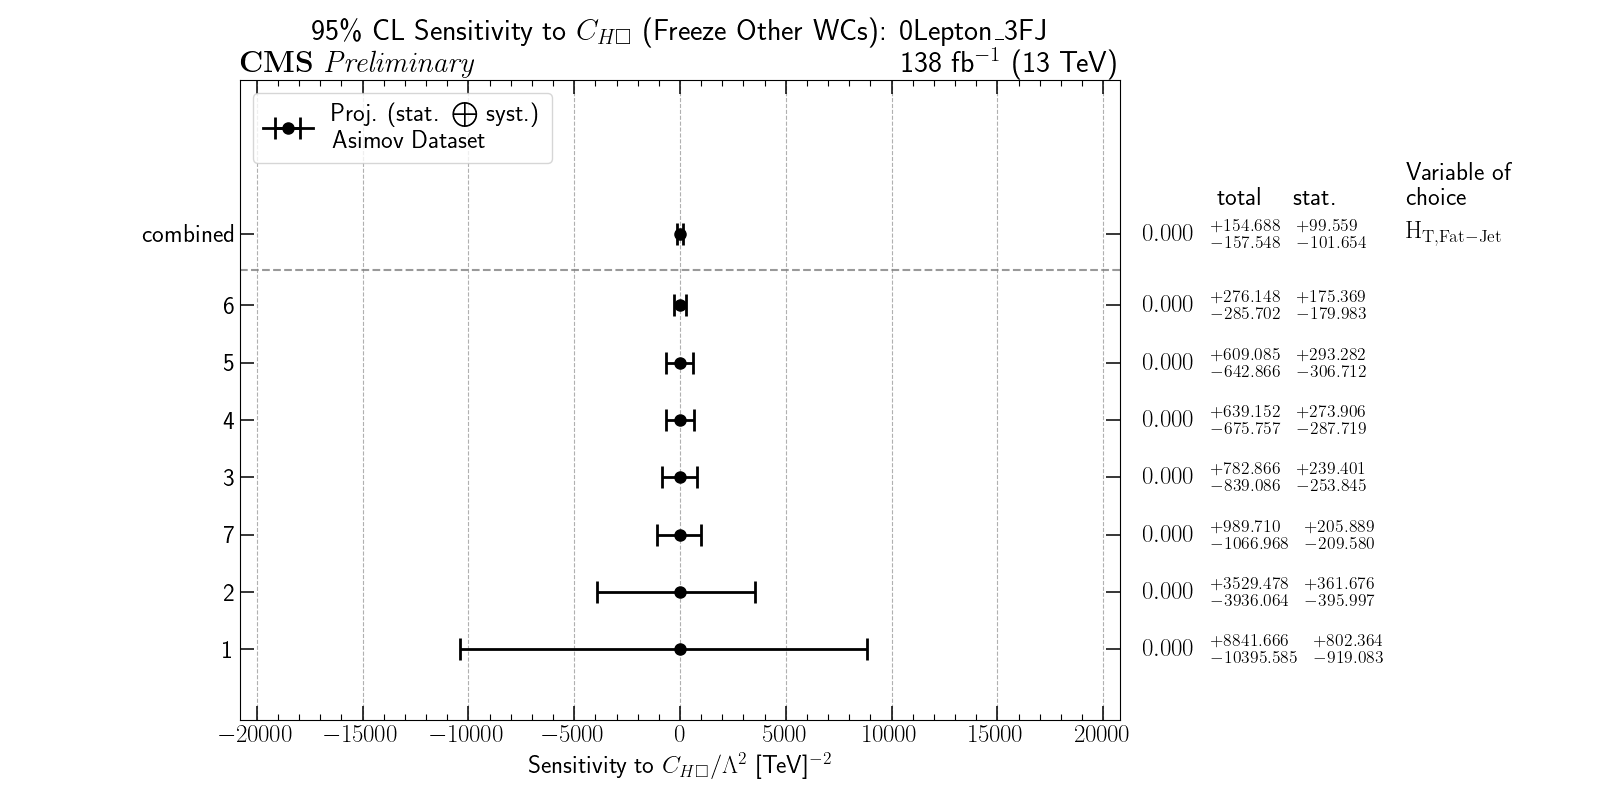 95% CL Sensitivity to C_{H□} (Freeze Other WCs): 0Lepton_3FJ
CMS Preliminary 138 fb⁻¹ (13 TeV)
Proj. (stat. ⨁ syst.)
Asimov Dataset
Variable of
total stat. choice
combined 0.000 +154.688 +99.559 H_{T,Fat−Jet}
−157.548 −101.654
6 0.000 +276.148 +175.369
−285.702 −179.983
5 0.000 +609.085 +293.282
−642.866 −306.712
4 0.000 +639.152 +273.906
−675.757 −287.719
3 0.000 +782.866 +239.401
−839.086 −253.845
7 0.000 +989.710 +205.889
−1066.968 −209.580
2 0.000 +3529.478 +361.676
−3936.064 −395.997
1 0.000 +8841.666 +802.364
−10395.585 −919.083
−20000 −15000 −10000 −5000 0 5000 10000 15000 20000
Sensitivity to C_{H□}/Λ² [TeV]⁻²